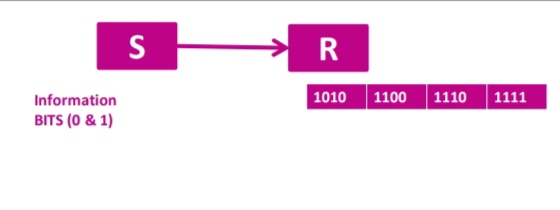 S
R
Information
BITS (0 & 1)
1010 1100 1110 1111